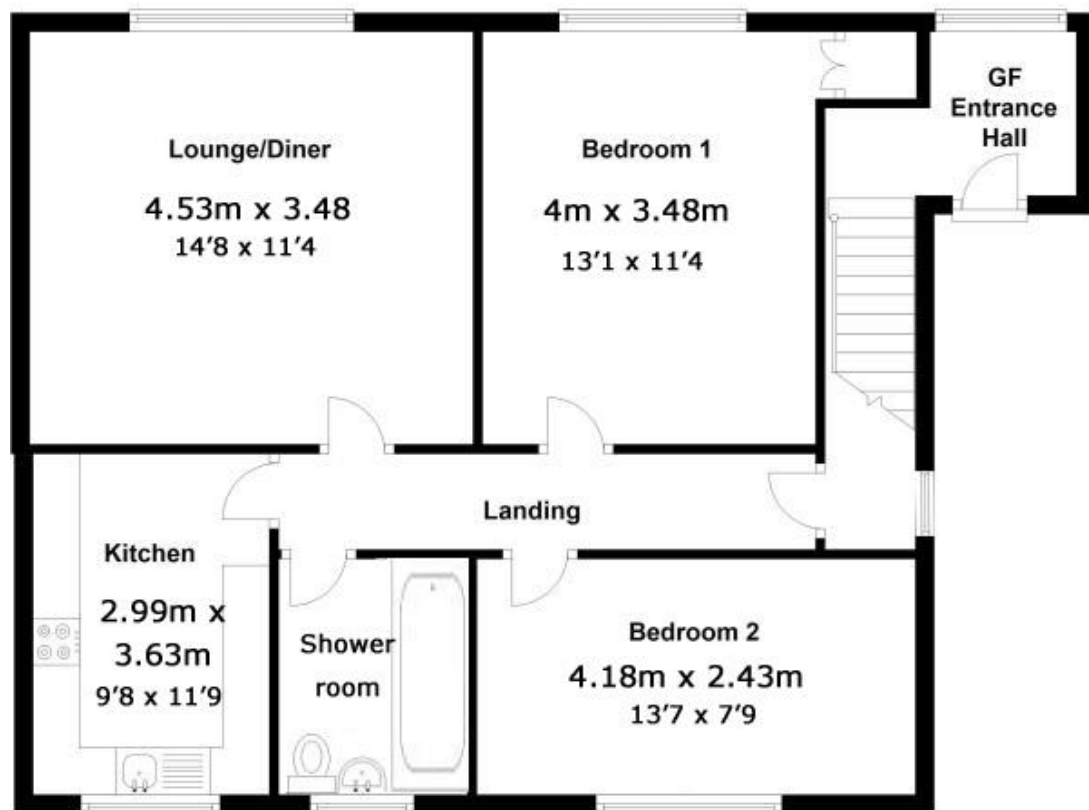 Lounge/Diner
4.53m x 3.48
14'8 x 11'4
Bedroom 1
4m x 3.48m
13'1 x 11'4
GF
Entrance
Hall
Landing
Kitchen
2.99m x
3.63m
9'8 x 11'9
Shower
room
Bedroom 2
4.18m x 2.43m
13'7 x 7'9